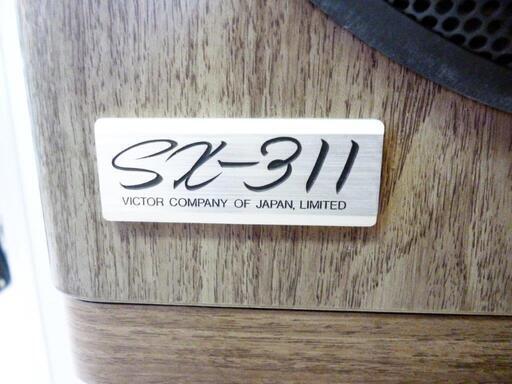 SX-311
VICTOR COMPANY OF JAPAN, LIMITED